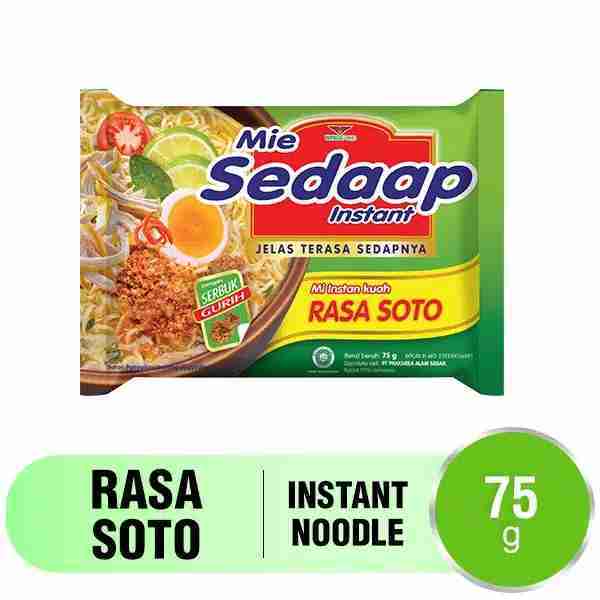 Mie
Sedaap
Instant
JELAS TERASA SEDAPNYA
Mi Instan kuah
RASA SOTO
SERBUK
GURIH
Berat bersih: 75 g
RASA
SOTO
INSTANT
NOODLE
75
g